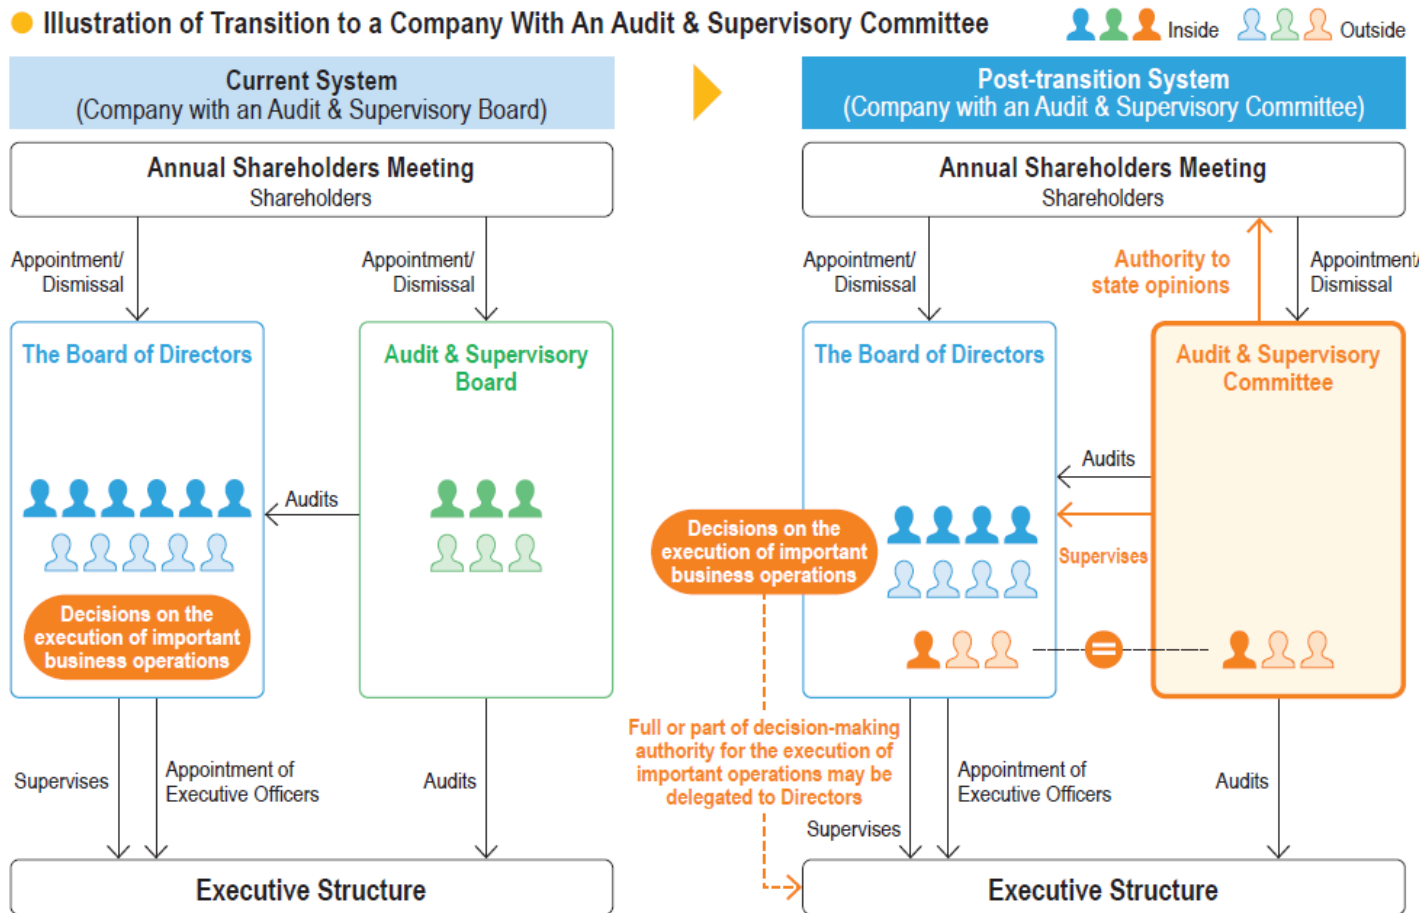 Illustration of Transition to a Company With An Audit & Supervisory Committee
Inside
Outside
Current System
(Company with an Audit & Supervisory Board)
Annual Shareholders Meeting
Shareholders
Appointment/
Dismissal
Appointment/
Dismissal
The Board of Directors
Audit & Supervisory
Board
Audits
Decisions on the
execution of important
business operations
Supervises
Appointment of
Executive Officers
Audits
Executive Structure
Post-transition System
(Company with an Audit & Supervisory Committee)
Annual Shareholders Meeting
Shareholders
Appointment/
Dismissal
Authority to
state opinions
Appointment/
Dismissal
The Board of Directors
Audit & Supervisory
Committee
Audits
Supervises
Decisions on the
execution of important
business operations
=
Full or part of decision-making
authority for the execution of
important operations may be
delegated to Directors
Supervises
Appointment of
Executive Officers
Audits
Executive Structure